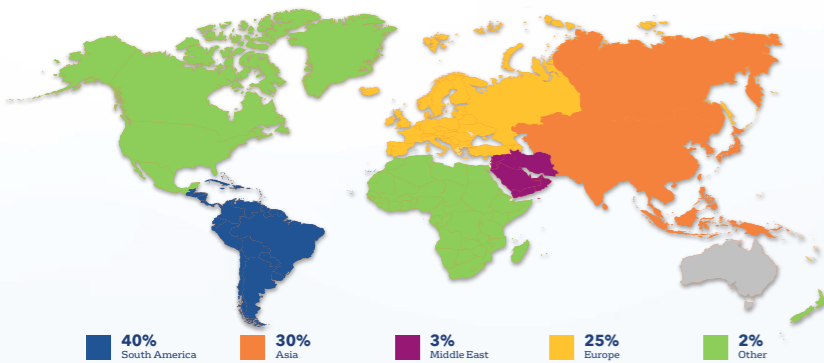 40%
South America
30%
Asia
3%
Middle East
25%
Europe
2%
Other